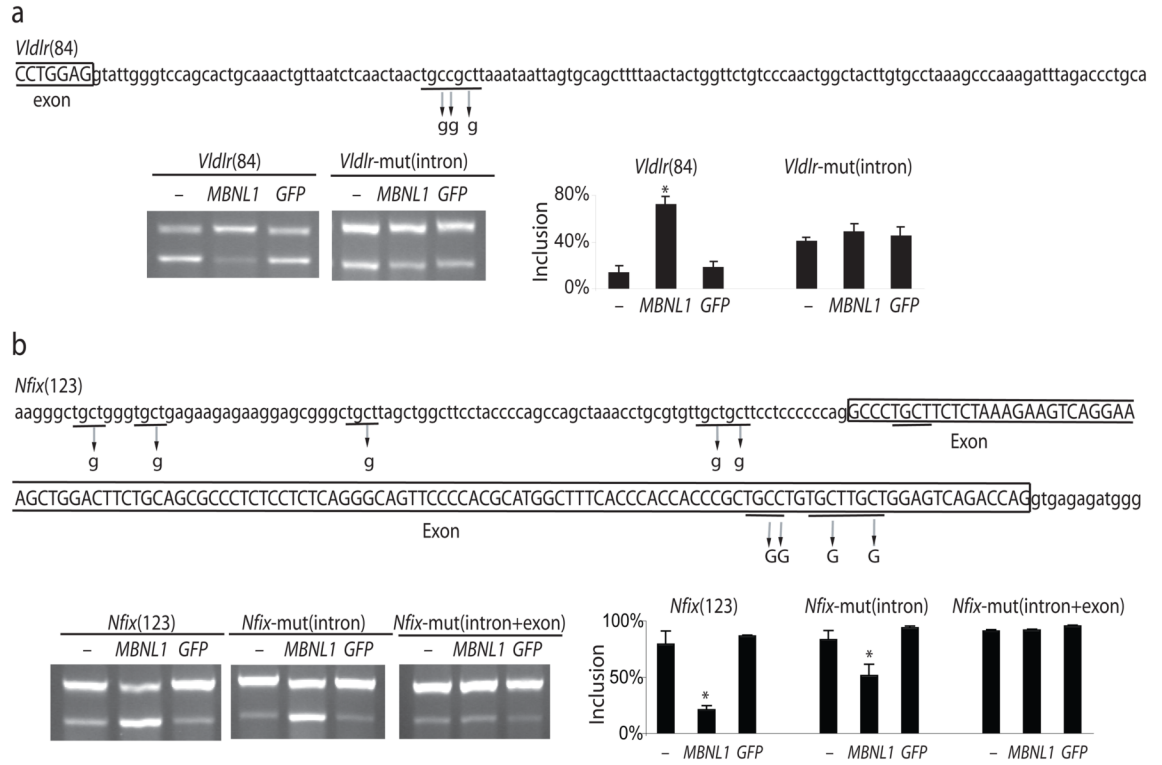 a
Vldlr(84)
CCTGGAGgtattgggtccagcactgcaaactgttaatctcaactaactgccgcttaaataattagtgcagcttttaactactggttctgtcccaactggctacttgtgcctaaagcccaaagatttagaccctgca
exon
gg g
Vldlr(84) Vldlr-mut(intron)
– MBNL1 GFP – MBNL1 GFP
Vldlr(84) Vldlr-mut(intron)
80%
40%
0%
Inclusion
*
– MBNL1 GFP – MBNL1 GFP
b
Nfix(123)
aagggctgctgggtgctgagaagagaaggagcgggctgcttagctggcttcctaccccagccagctaaacctgcgtgttgctgcttcctccccccagGCCCTGCTTCTCTAAAGAAGTCAGGAA
Exon
g g g g g
AGCTGGACTTCTGCAGCGCCCTCTCCTCTCAGGGCAGTTCCCCACGCATGGCTTTCACCCACCACCCGCTGCCTGTGCTTGCTGGAGTCAGACCAGgtgagagatggg
Exon
GG G G
Nfix(123) Nfix-mut(intron) Nfix-mut(intron+exon)
– MBNL1 GFP – MBNL1 GFP – MBNL1 GFP
Nfix(123) Nfix-mut(intron) Nfix-mut(intron+exon)
100%
50%
0%
Inclusion
* *
– MBNL1 GFP – MBNL1 GFP – MBNL1 GFP